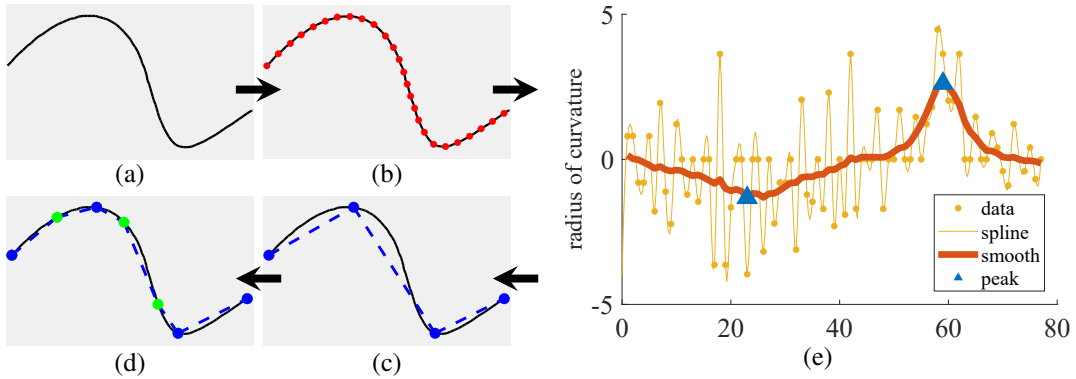 (a)
(b)
(d)
(c)
radius of curvature
5
0
-5
0
20
40
60
80
data
spline
smooth
peak
(e)